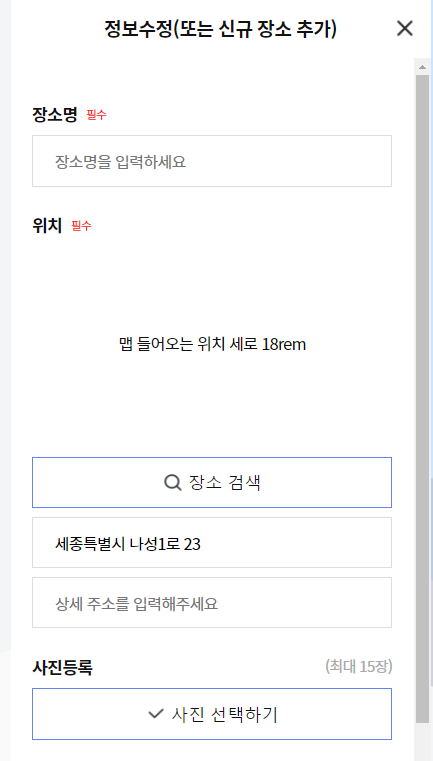 정보수정(또는 신규 장소 추가)
장소명 필수
장소명을 입력하세요
위치 필수
맵 들어오는 위치 세로 18rem
장소 검색
세종특별시 나성1로 23
상세 주소를 입력해주세요
사진등록 (최대 15장)
사진 선택하기